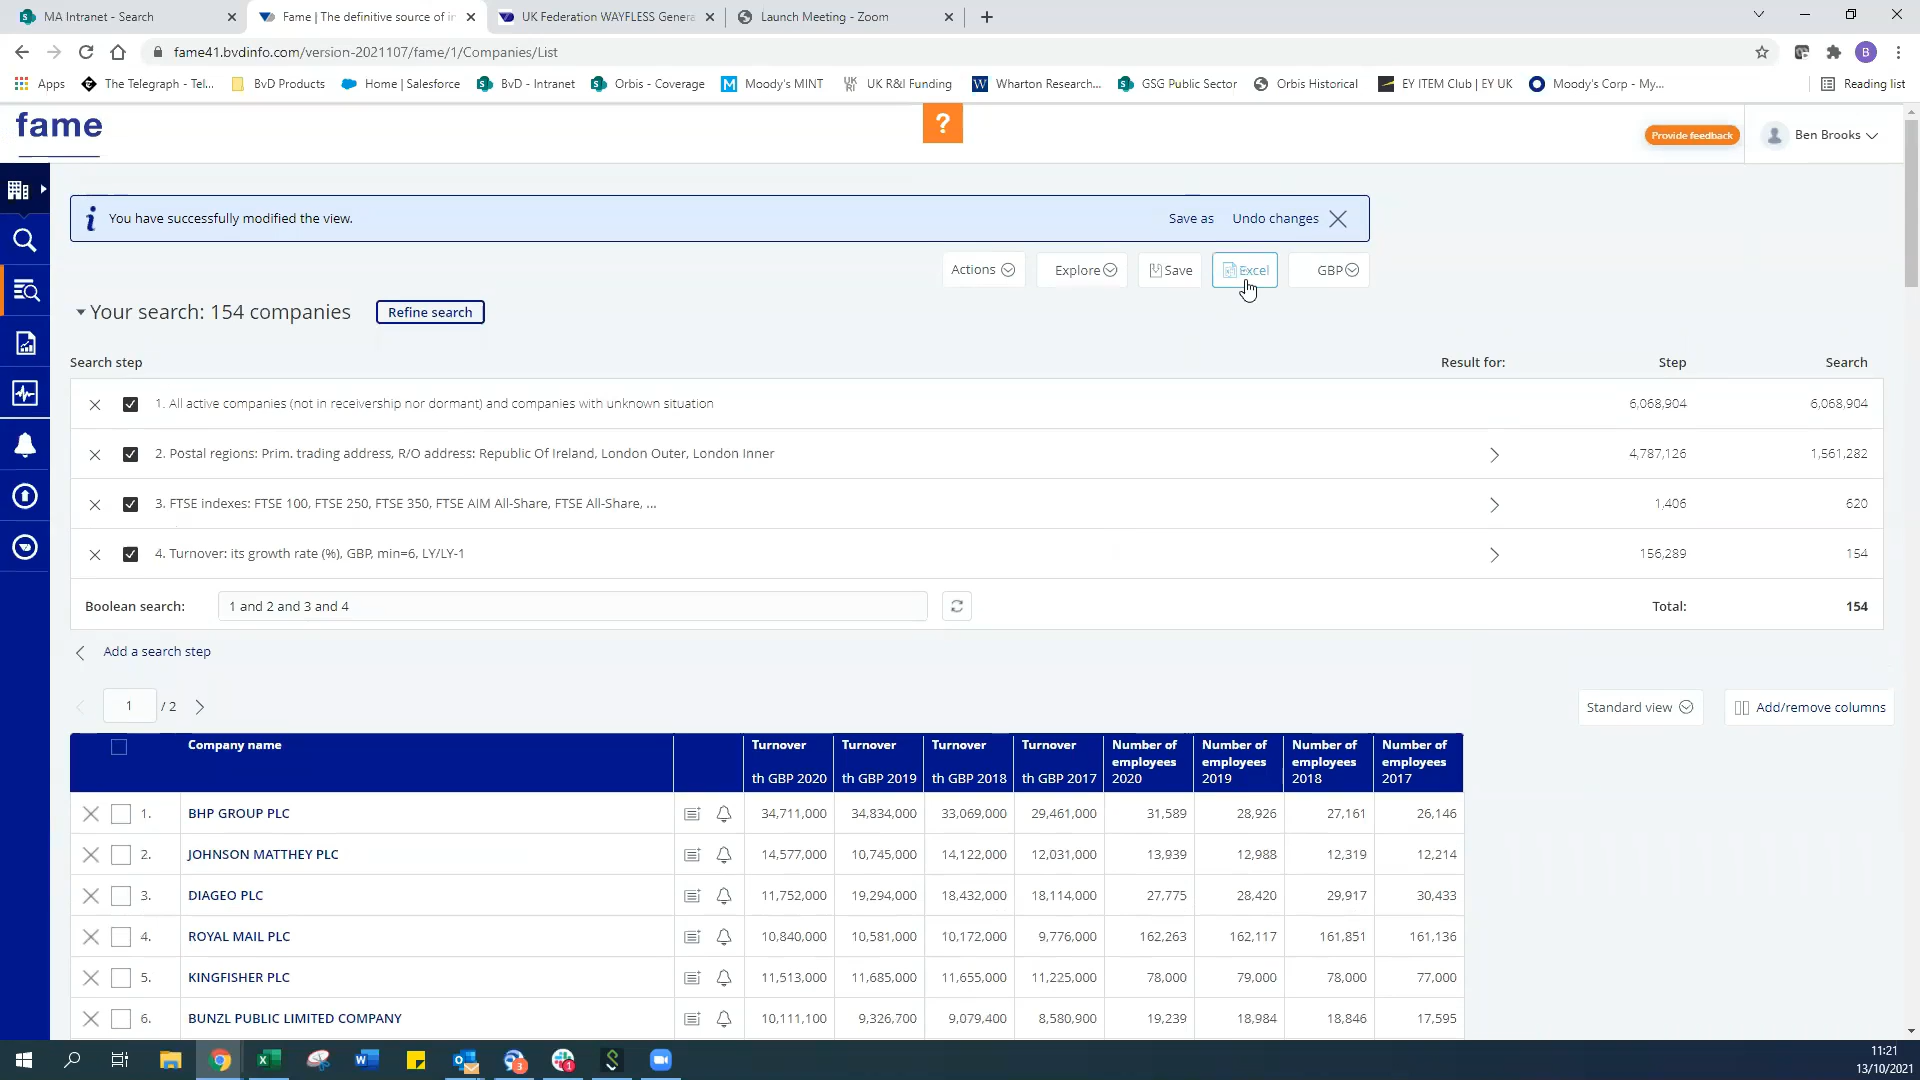 MA Intranet - Search
Fame | The definitive source of in
UK Federation WAYFLESS Genera
Launch Meeting - Zoom
fame41.bvdinfo.com/version-2021107/fame/1/Companies/List
B
Apps
The Telegraph - Tel...
BvD Products
Home | Salesforce
BvD - Intranet
Orbis - Coverage
Moody's MINT
UK R&I Funding
Wharton Research...
GSG Public Sector
Orbis Historical
EY ITEM Club | EY UK
Moody's Corp - My...
Reading list
fame
?
Provide feedback
Ben Brooks
You have successfully modified the view.
Save as
Undo changes
Actions
Explore
Save
Excel
GBP
Your search: 154 companies
Refine search
Search step
Result for:
Step
Search
1. All active companies (not in receivership nor dormant) and companies with unknown situation 6,068,904 6,068,904
2. Postal regions: Prim. trading address, R/O address: Republic Of Ireland, London Outer, London Inner 4,787,126 1,561,282
3. FTSE indexes: FTSE 100, FTSE 250, FTSE 350, FTSE AIM All-Share, FTSE All-Share, ... 1,406 620
4. Turnover: its growth rate (%), GBP, min=6, LY/LY-1 156,289 154
Boolean search: 1 and 2 and 3 and 4 Total: 154
Add a search step
1 / 2
Standard view
Add/remove columns
Company name
Turnover th GBP 2020
Turnover th GBP 2019
Turnover th GBP 2018
Turnover th GBP 2017
Number of employees 2020
Number of employees 2019
Number of employees 2018
Number of employees 2017
1. BHP GROUP PLC 34,711,000 34,834,000 33,069,000 29,461,000 31,589 28,926 27,161 26,146
2. JOHNSON MATTHEY PLC 14,577,000 10,745,000 14,122,000 12,031,000 13,939 12,988 12,319 12,214
3. DIAGEO PLC 11,752,000 19,294,000 18,432,000 18,114,000 27,775 28,420 29,917 30,433
4. ROYAL MAIL PLC 10,840,000 10,581,000 10,172,000 9,776,000 162,263 162,117 161,851 161,136
5. KINGFISHER PLC 11,513,000 11,685,000 11,655,000 11,225,000 78,000 79,000 78,000 77,000
6. BUNZL PUBLIC LIMITED COMPANY 10,111,100 9,326,700 9,079,400 8,580,900 19,239 18,984 18,846 17,595
11:21
13/10/2021